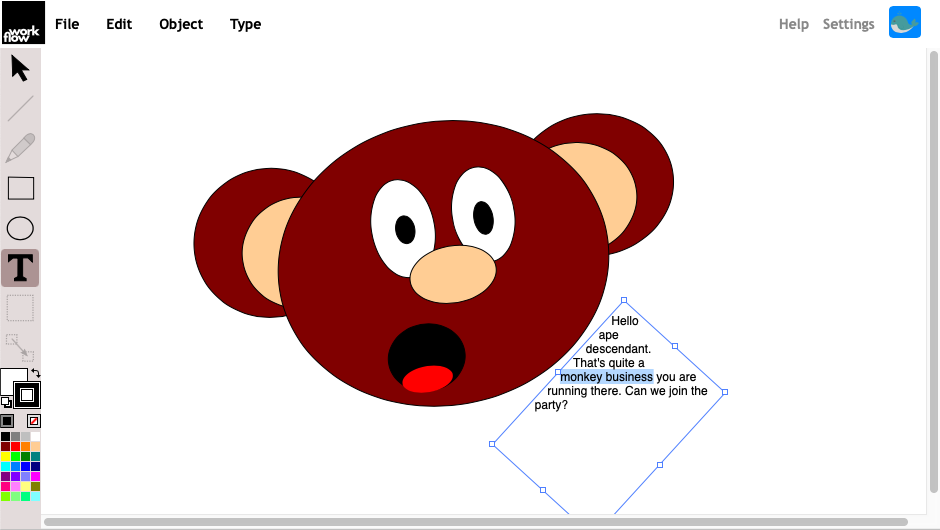 work
flow
File Edit Object Type
Help Settings
T
Hello
ape
descendant.
That's quite a
monkey business you are
running there. Can we join the
party?